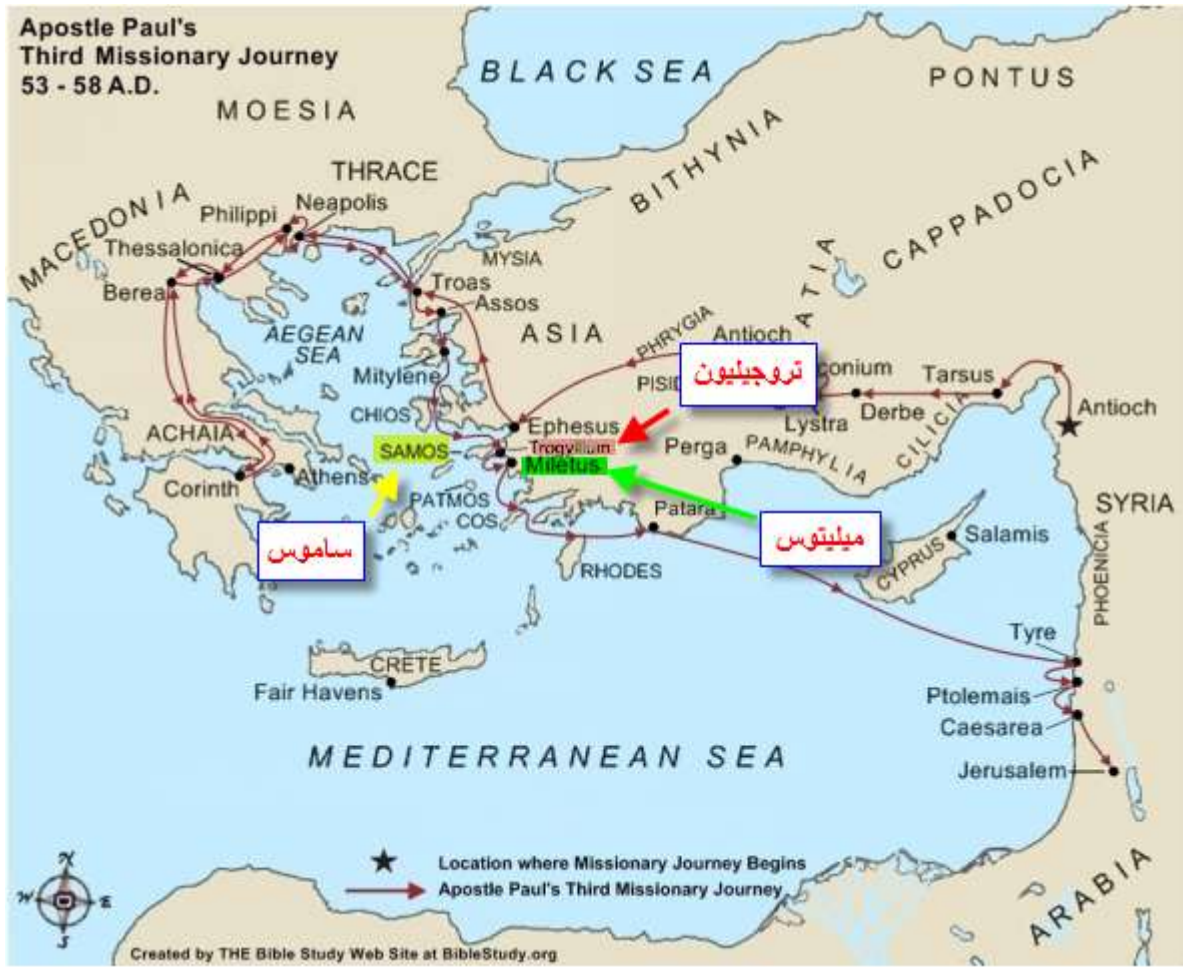 Apostle Paul's
Third Missionary Journey
53 - 58 A.D.
BLACK SEA
PONTUS
MOESIA
BITHYNIA
THRACE
CAPPADOCIA
MACEDONIA
Neapolis
Philippi
Thessalonica
MYSIA
ATIA
Berea
Troas
Assos
AEGEAN
SEA
ASIA
PHRYGIA
Antioch
تروجيليون
PISID
conium
Tarsus
Mitylene
Lystra
Derbe
Antioch
CHIOS
Ephesus
CILICIA
ACHAIA
SAMOS
Trogyllium
Perga
PAMPHYLIA
Miletus
Corinth
Athens
PATMOS
COS
Patara
SYRIA
ساموس
ميليتوس
Salamis
CYPRUS
RHODES
PHOENICIA
Tyre
CRETE
Fair Havens
Ptolemais
Caesarea
MEDITERRANEAN SEA
Jerusalem
N
W
E
S
Location where Missionary Journey Begins
Apostle Paul's Third Missionary Journey
ARABIA
Created by THE Bible Study Web Site at BibleStudy.org